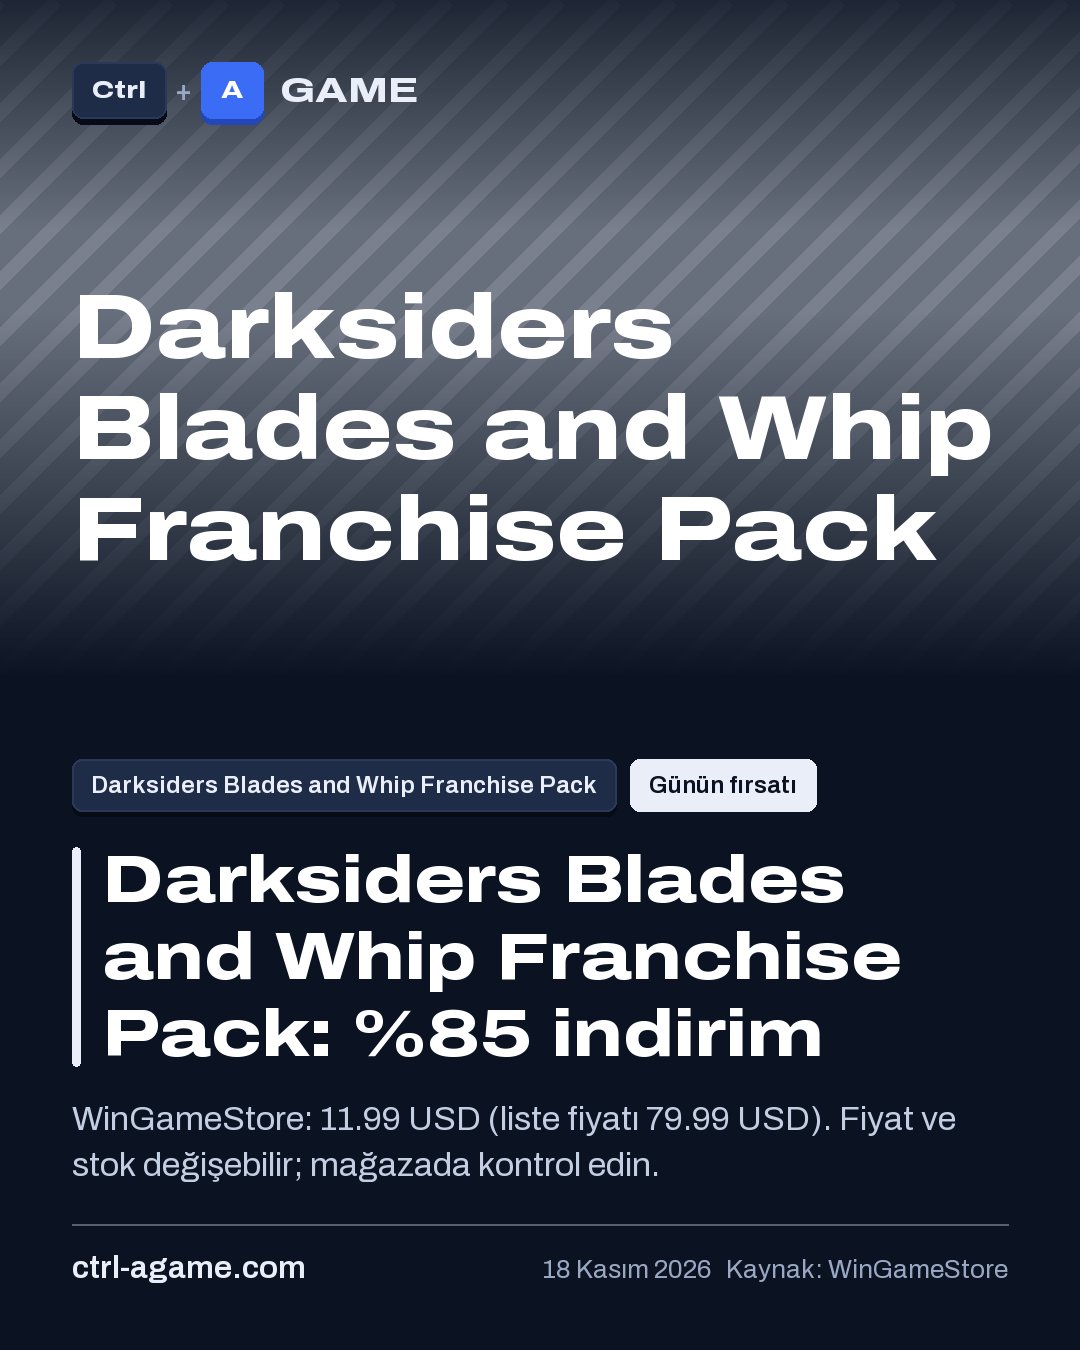 Ctrl + A GAME
Darksiders
Blades and Whip
Franchise Pack
Darksiders Blades and Whip Franchise Pack Günün fırsatı
Darksiders Blades
and Whip Franchise
Pack: %85 indirim
WinGameStore: 11.99 USD (liste fiyatı 79.99 USD). Fiyat ve
stok değişebilir; mağazada kontrol edin.
ctrl-agame.com 18 Kasım 2026 Kaynak: WinGameStore